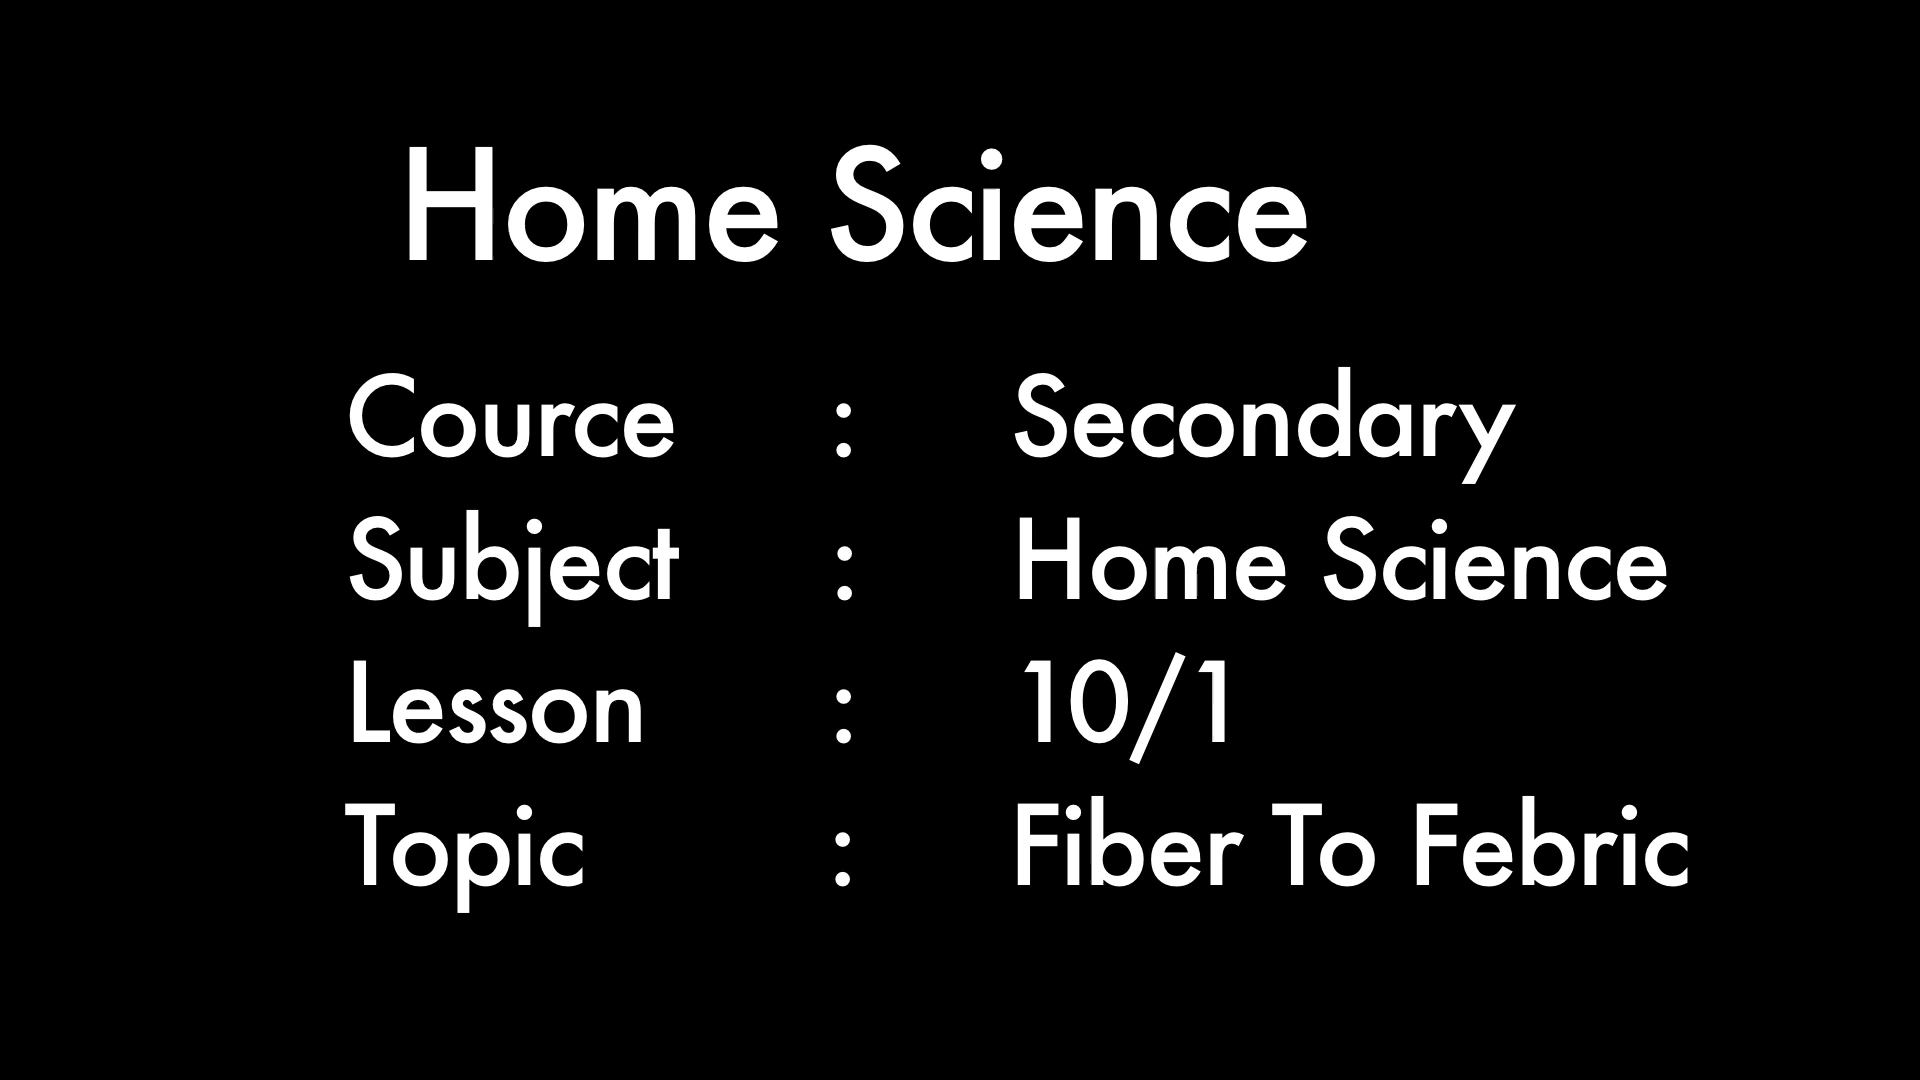 Home Science
Cource : Secondary
Subject : Home Science
Lesson : 10/1
Topic : Fiber To Febric